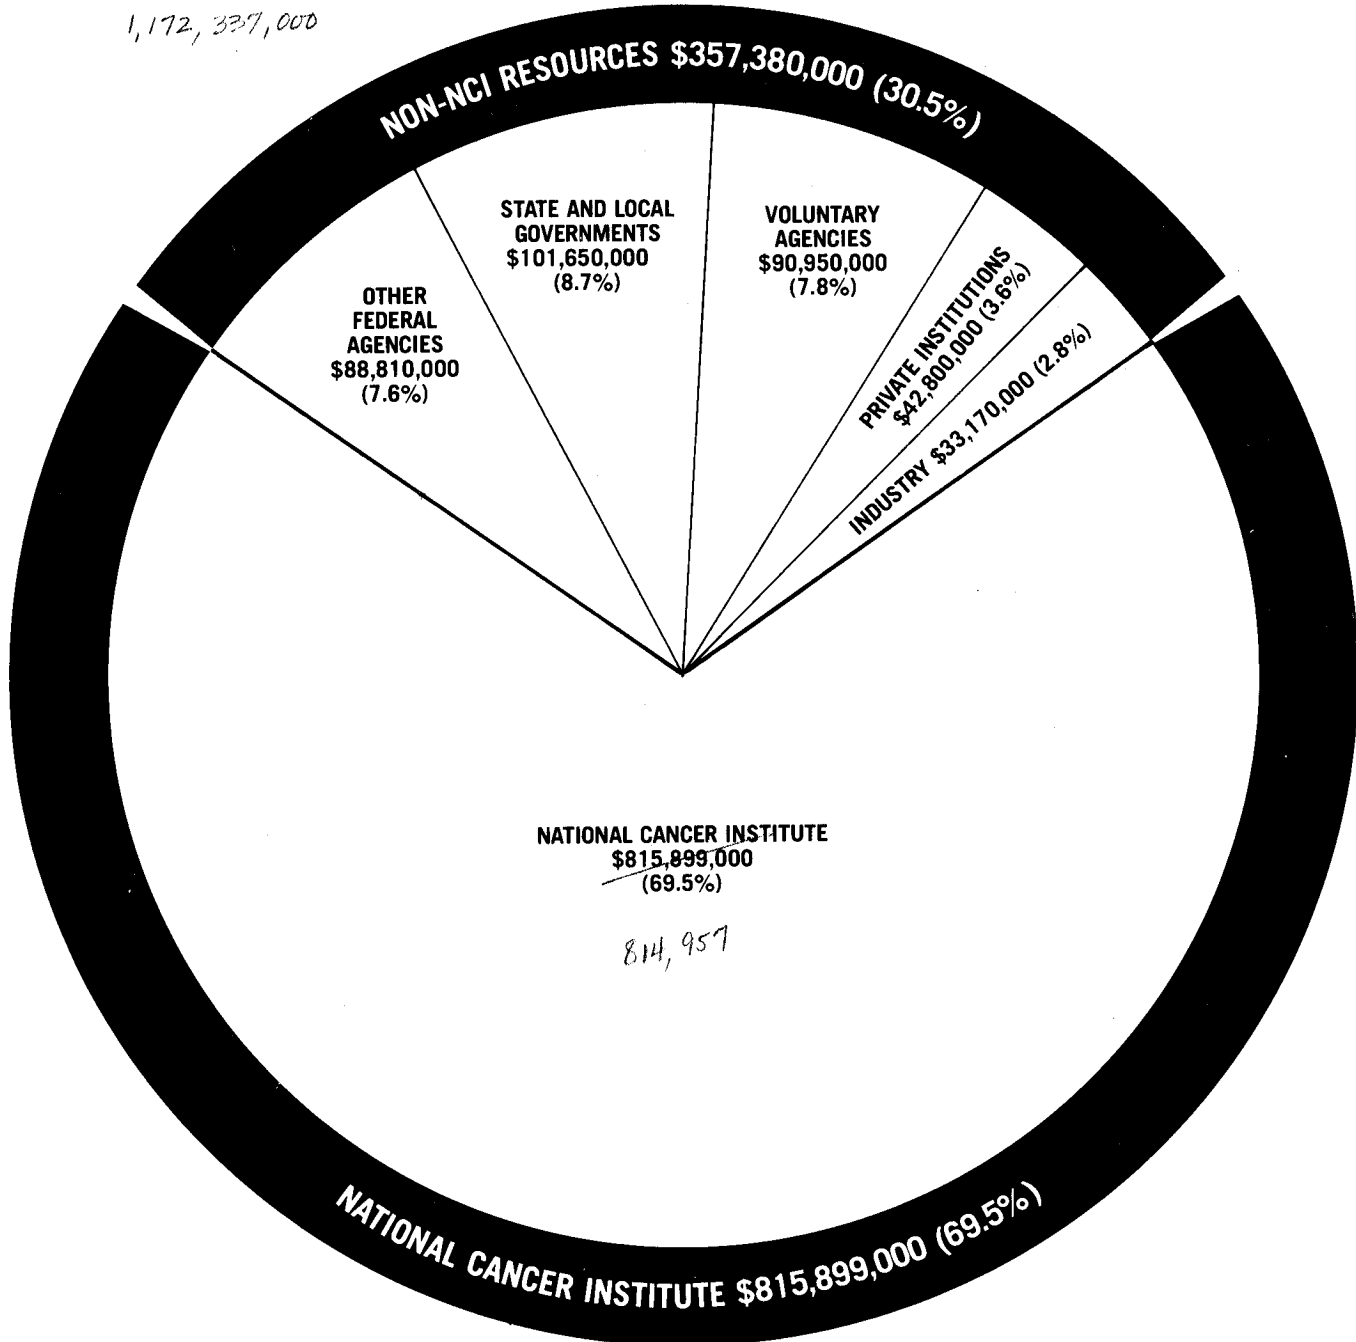 1,172,337,000
NON-NCI RESOURCES $357,380,000 (30.5%)
STATE AND LOCAL
GOVERNMENTS
$101,650,000
(8.7%)
VOLUNTARY
AGENCIES
$90,950,000
(7.8%)
OTHER
FEDERAL
AGENCIES
$88,810,000
(7.6%)
PRIVATE INSTITUTIONS
$42,800,000 (3.6%)
INDUSTRY $33,170,000 (2.8%)
NATIONAL CANCER INSTITUTE
$815,899,000
(69.5%)
814,957
NATIONAL CANCER INSTITUTE $815,899,000 (69.5%)